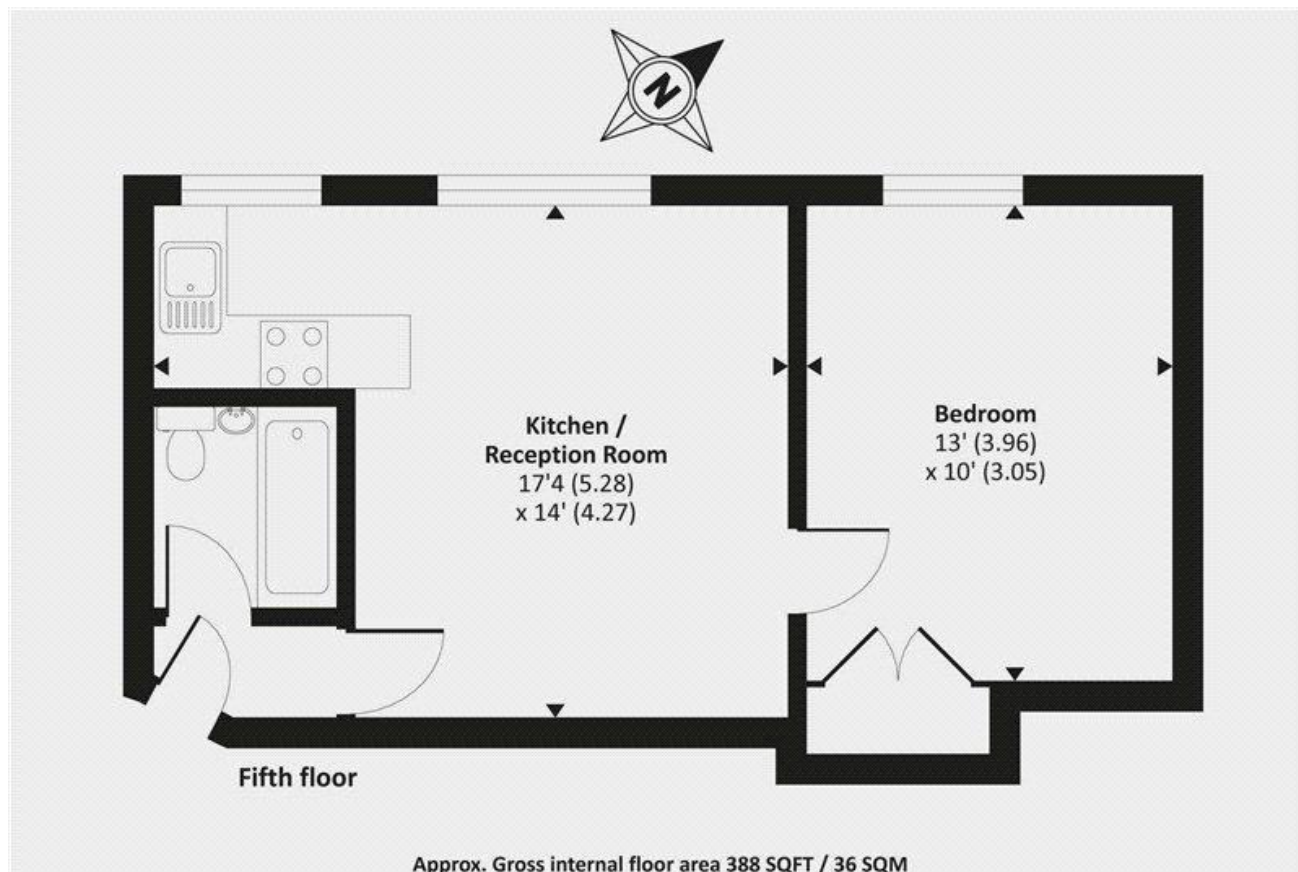 N
Kitchen /
Reception Room
17'4 (5.28)
x 14' (4.27)
Bedroom
13' (3.96)
x 10' (3.05)
Fifth floor
Approx. Gross internal floor area 388 SQFT / 36 SQM